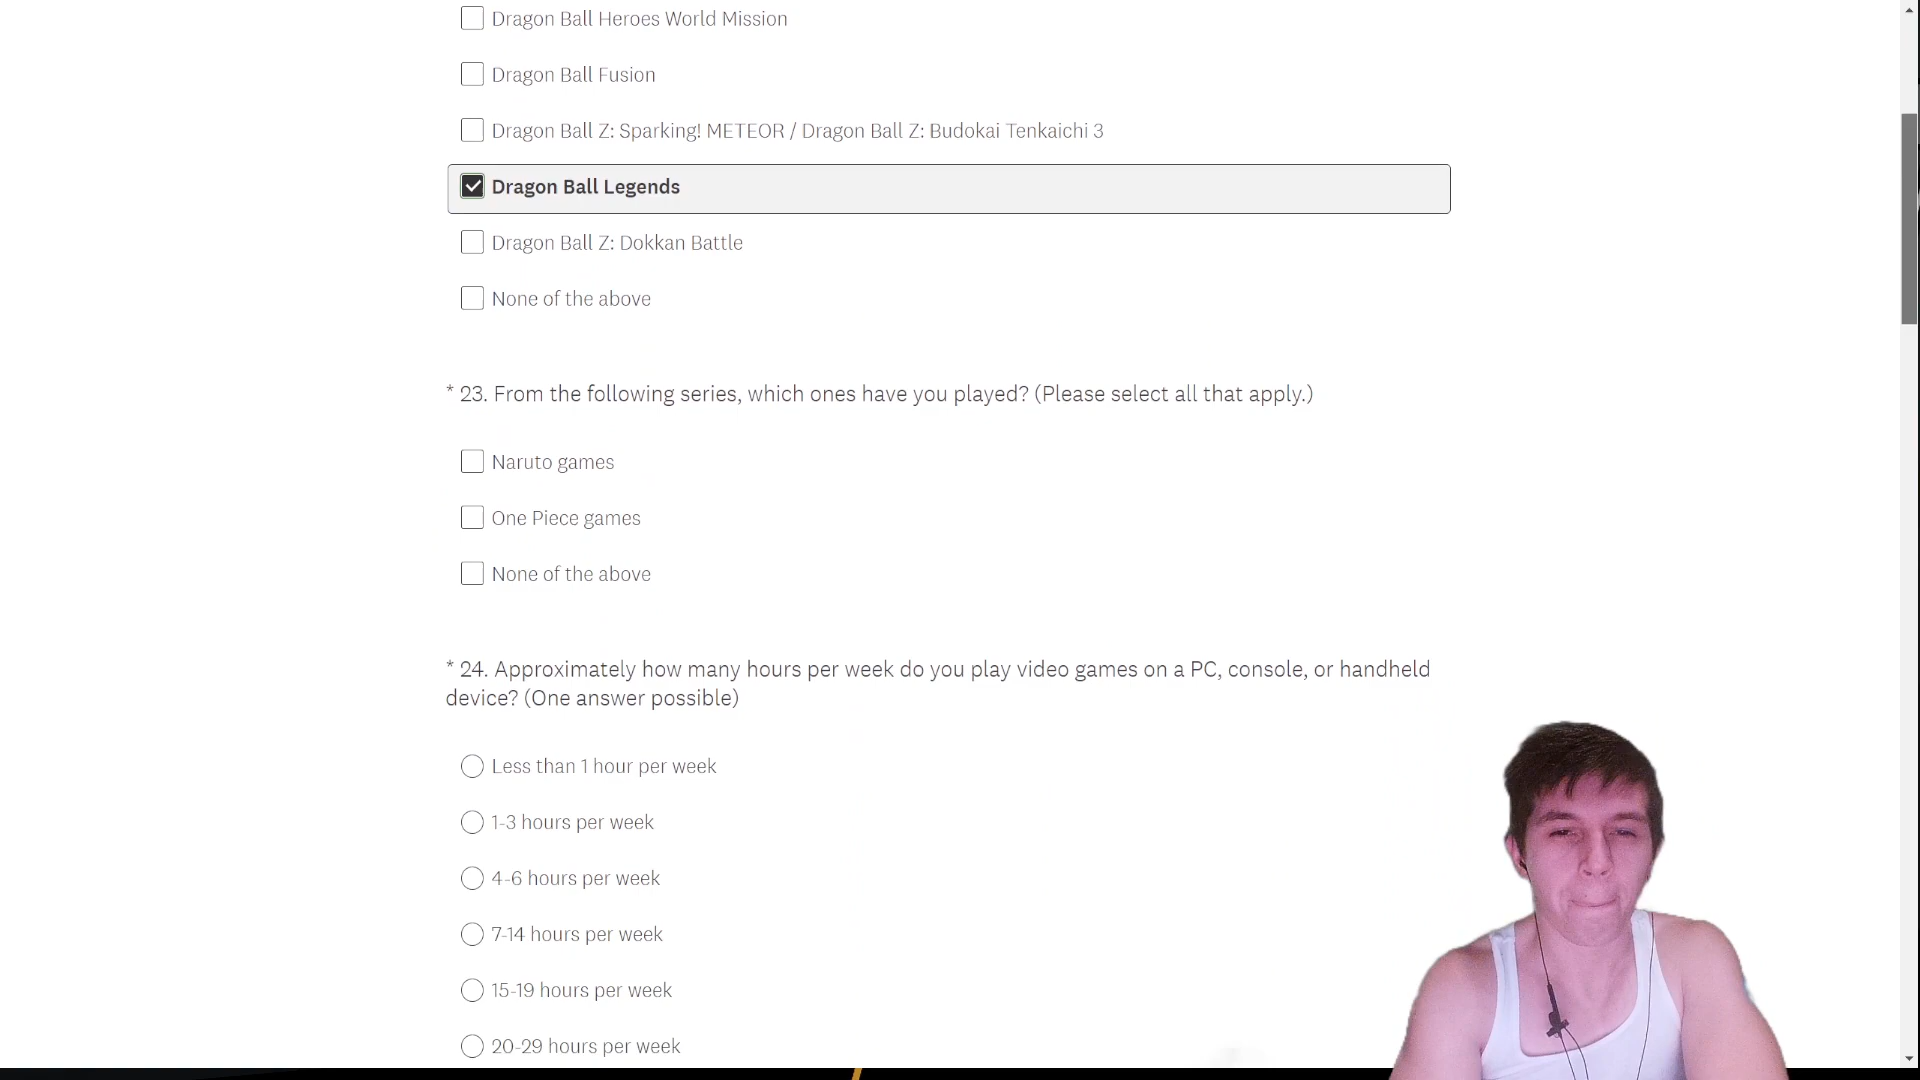 Dragon Ball Heroes World Mission
Dragon Ball Fusion
Dragon Ball Z: Sparking! METEOR / Dragon Ball Z: Budokai Tenkaichi 3
Dragon Ball Legends
Dragon Ball Z: Dokkan Battle
None of the above
* 23. From the following series, which ones have you played? (Please select all that apply.)
Naruto games
One Piece games
None of the above
* 24. Approximately how many hours per week do you play video games on a PC, console, or handheld
device? (One answer possible)
Less than 1 hour per week
1-3 hours per week
4-6 hours per week
7-14 hours per week
15-19 hours per week
20-29 hours per week